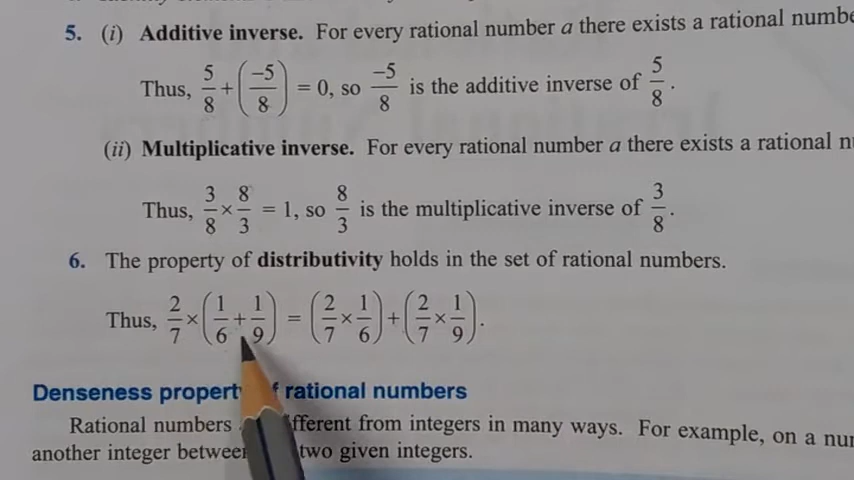 5. (i) Additive inverse. For every rational number a there exists a rational numbe
Thus, 5/8 + (−5/8) = 0, so −5/8 is the additive inverse of 5/8.
(ii) Multiplicative inverse. For every rational number a there exists a rational n
Thus, 3/8 × 8/3 = 1, so 8/3 is the multiplicative inverse of 3/8.
6. The property of distributivity holds in the set of rational numbers.
Thus, 2/7 × (1/6 + 1/9) = (2/7 × 1/6) + (2/7 × 1/9).
Denseness property f rational numbers
Rational numbers fferent from integers in many ways. For example, on a nu
another integer between two given integers.